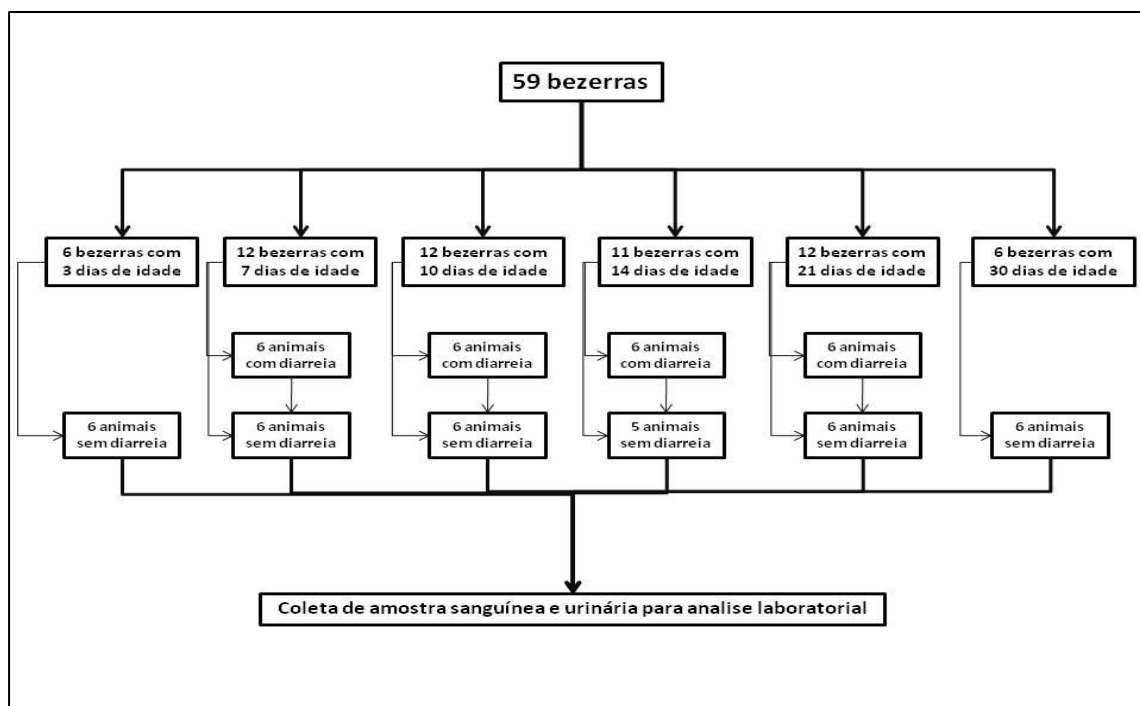 59 bezerras
6 bezerras com
3 dias de idade
12 bezerras com
7 dias de idade
12 bezerras com
10 dias de idade
11 bezerras com
14 dias de idade
12 bezerras com
21 dias de idade
6 bezerras com
30 dias de idade
6 animais
com diarreia
6 animais
com diarreia
6 animais
com diarreia
6 animais
com diarreia
6 animais
sem diarreia
6 animais
sem diarreia
6 animais
sem diarreia
5 animais
sem diarreia
6 animais
sem diarreia
6 animais
sem diarreia
Coleta de amostra sanguínea e urinária para analise laboratorial